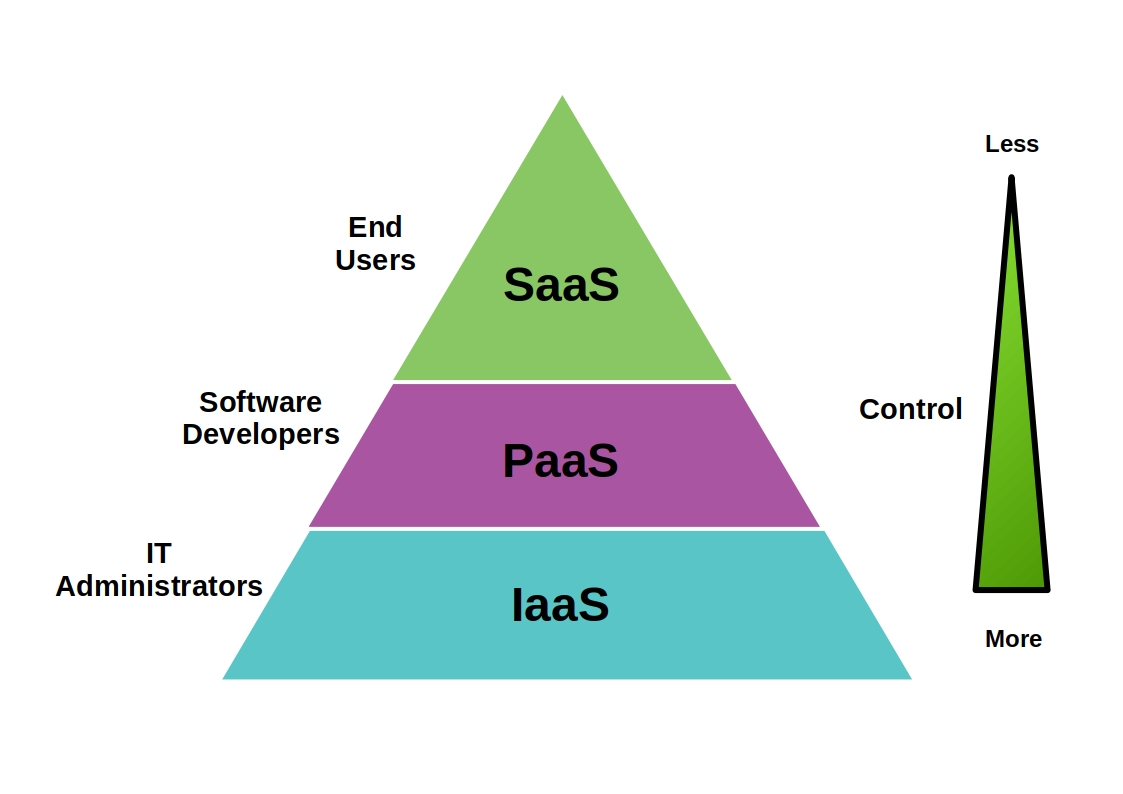 Less
End
Users
SaaS
Software
Developers
Control
PaaS
IT
Administrators
IaaS
More